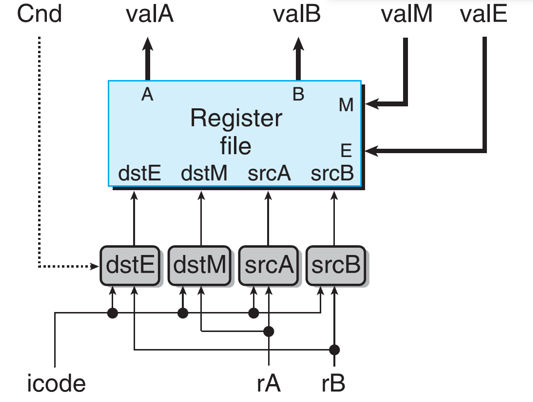 Cnd valA valB valM valE
A B M
Register
file
E
dstE dstM srcA srcB
dstE dstM srcA srcB
icode rA rB